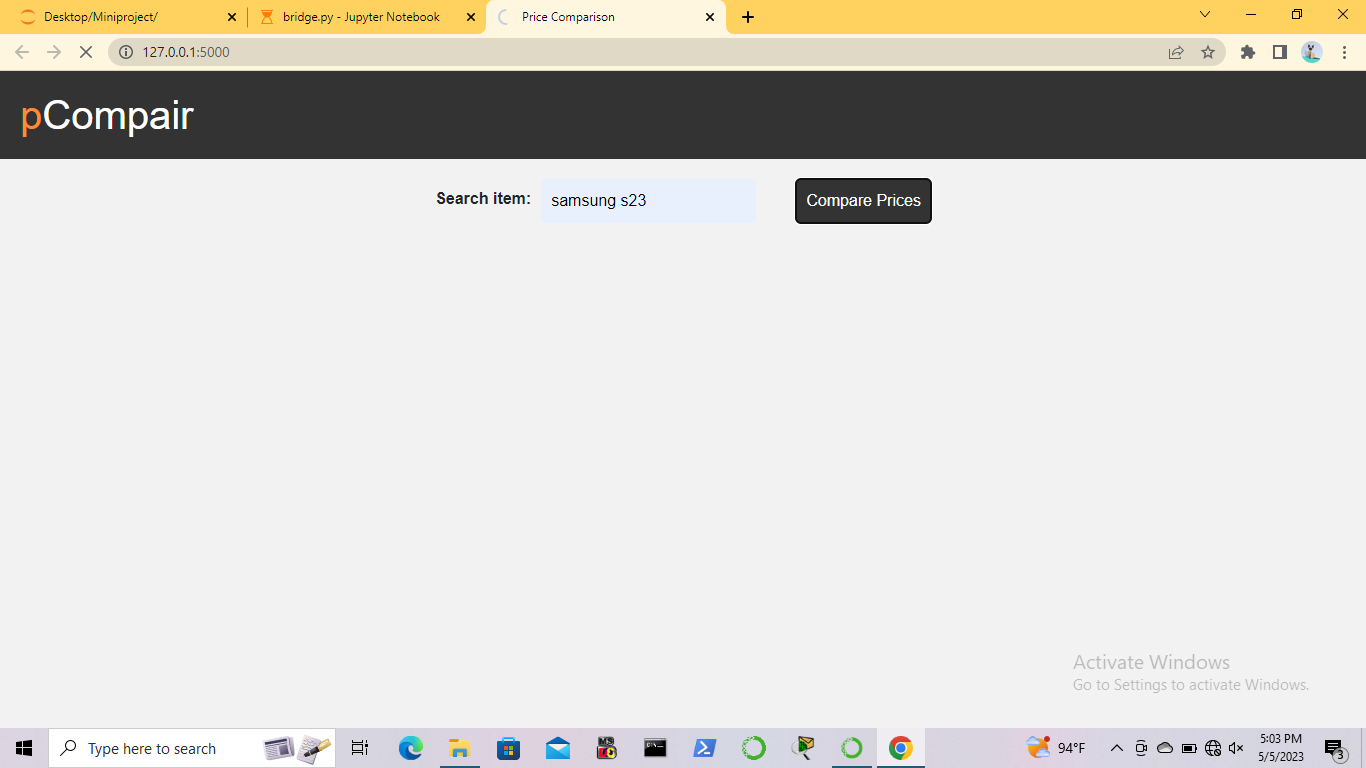 Desktop/Miniproject/
bridge.py - Jupyter Notebook
Price Comparison
127.0.0.1:5000
pCompair
Search item:
samsung s23
Compare Prices
Activate Windows
Go to Settings to activate Windows.
Type here to search
94°F
5:03 PM
5/5/2023
3